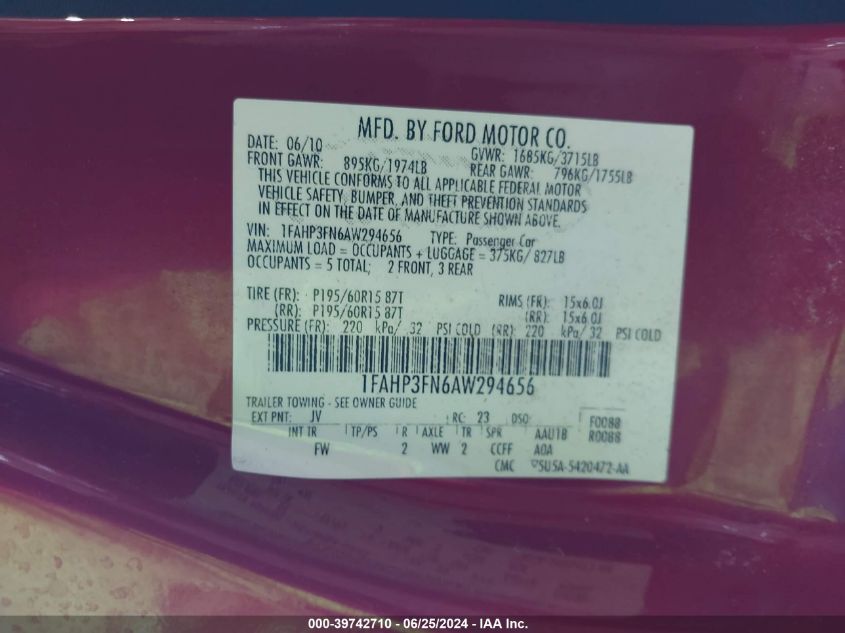 MFD. BY FORD MOTOR CO.
DATE: 06/10 GVWR: 1685KG/3715LB
FRONT GAWR: 895KG/1974LB REAR GAWR: 796KG/1755LB
THIS VEHICLE CONFORMS TO ALL APPLICABLE FEDERAL MOTOR
VEHICLE SAFETY, BUMPER, AND THEFT PREVENTION STANDARDS
IN EFFECT ON THE DATE OF MANUFACTURE SHOWN ABOVE.
VIN: 1FAHP3FN6AW294656 TYPE: Passenger Car
MAXIMUM LOAD = OCCUPANTS + LUGGAGE = 375KG/827LB
OCCUPANTS = 5 TOTAL; 2 FRONT, 3 REAR
TIRE (FR): P195/60R15 87T RIMS (FR): 15x6.0J
(RR): P195/60R15 87T (RR): 15x6.0J
PRESSURE (FR): 220 kPa/ 32 PSI COLD (RR): 220 kPa/ 32 PSI COLD
1FAHP3FN6AW294656
TRAILER TOWING - SEE OWNER GUIDE
EXT PNT: JV RC: 23 DSO: F0088
INT TR TP/PS R AXLE TR SPR AAU1B R0088
FW 2 WW 2 CCFF A0A
CMC 5U5A-5420472-AA
000-39742710 - 06/25/2024 - IAA Inc.